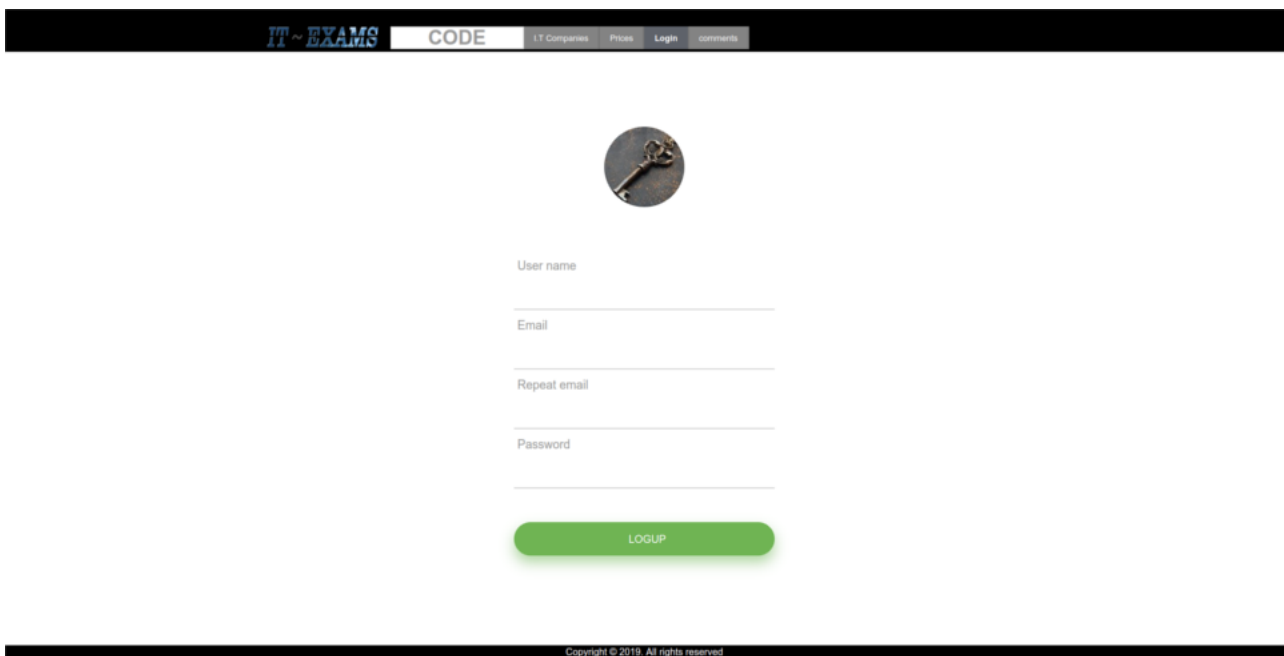 IT ~ EXAMS CODE I.T Companies Prices Login comments
User name
Email
Repeat email
Password
LOGUP
Copyright © 2019. All rights reserved